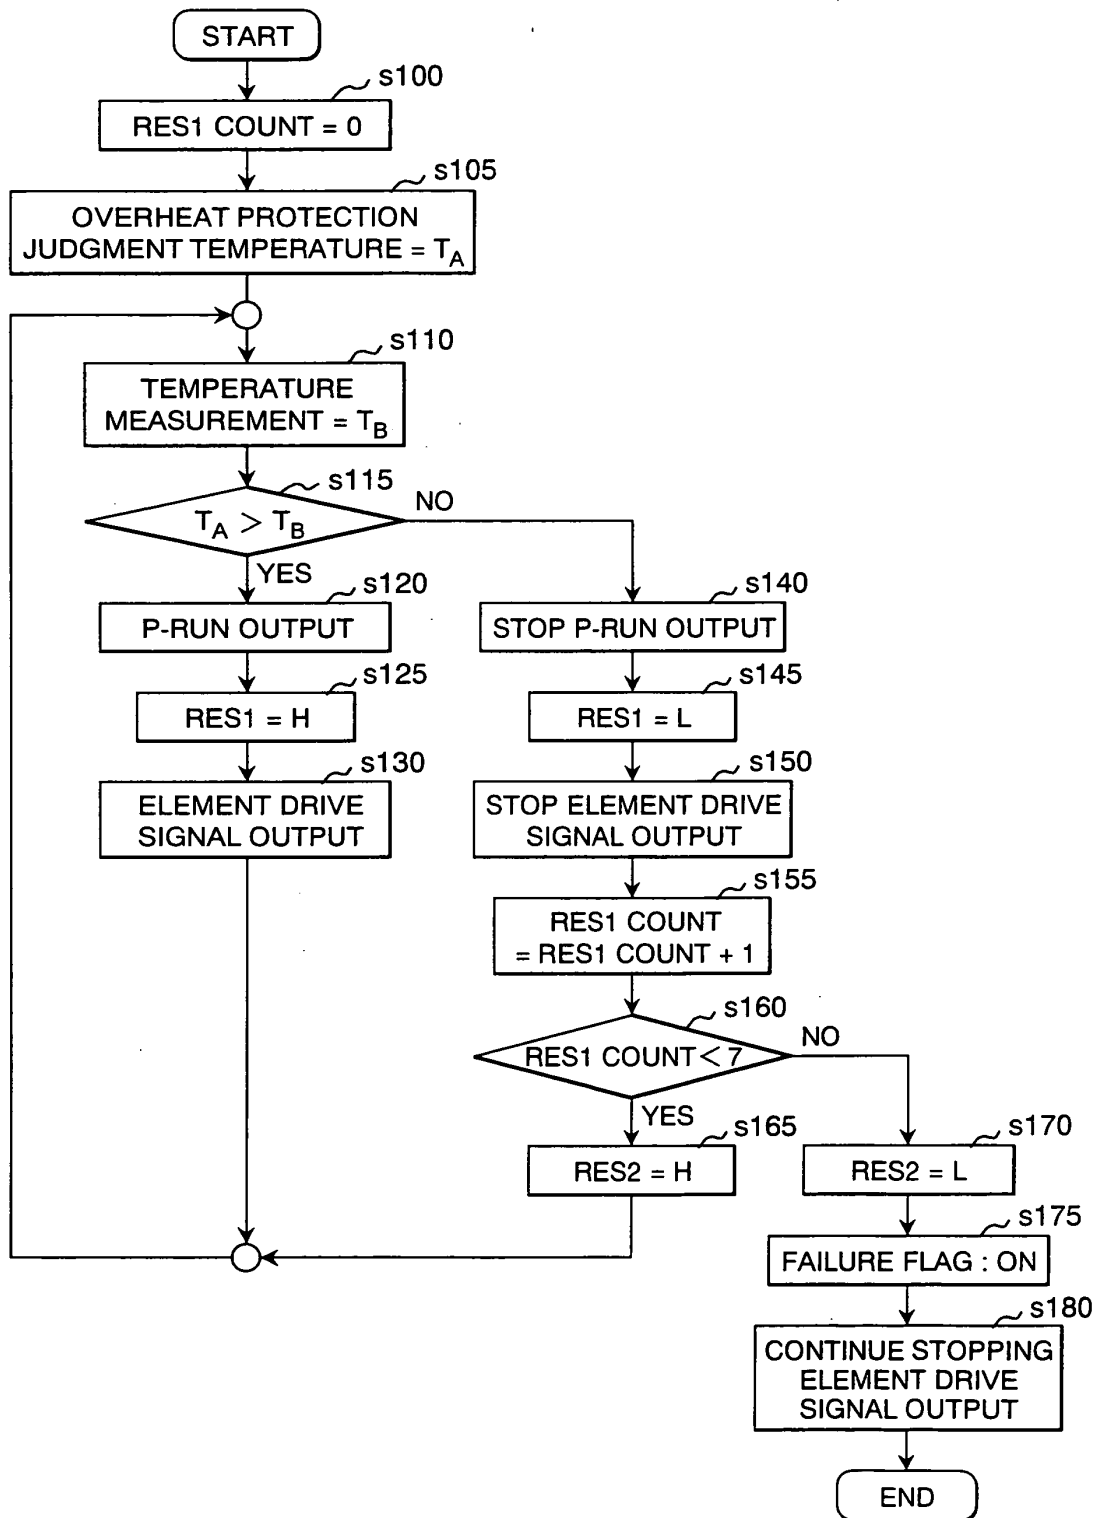 START
s100
RES1 COUNT = 0
s105
OVERHEAT PROTECTION
JUDGMENT TEMPERATURE = TA
s110
TEMPERATURE
MEASUREMENT = TB
s115
TA > TB
NO
YES
s120
P-RUN OUTPUT
s125
RES1 = H
s130
ELEMENT DRIVE
SIGNAL OUTPUT
s140
STOP P-RUN OUTPUT
s145
RES1 = L
s150
STOP ELEMENT DRIVE
SIGNAL OUTPUT
s155
RES1 COUNT
= RES1 COUNT + 1
s160
RES1 COUNT < 7
NO
YES
s165
RES2 = H
s170
RES2 = L
s175
FAILURE FLAG : ON
s180
CONTINUE STOPPING
ELEMENT DRIVE
SIGNAL OUTPUT
END